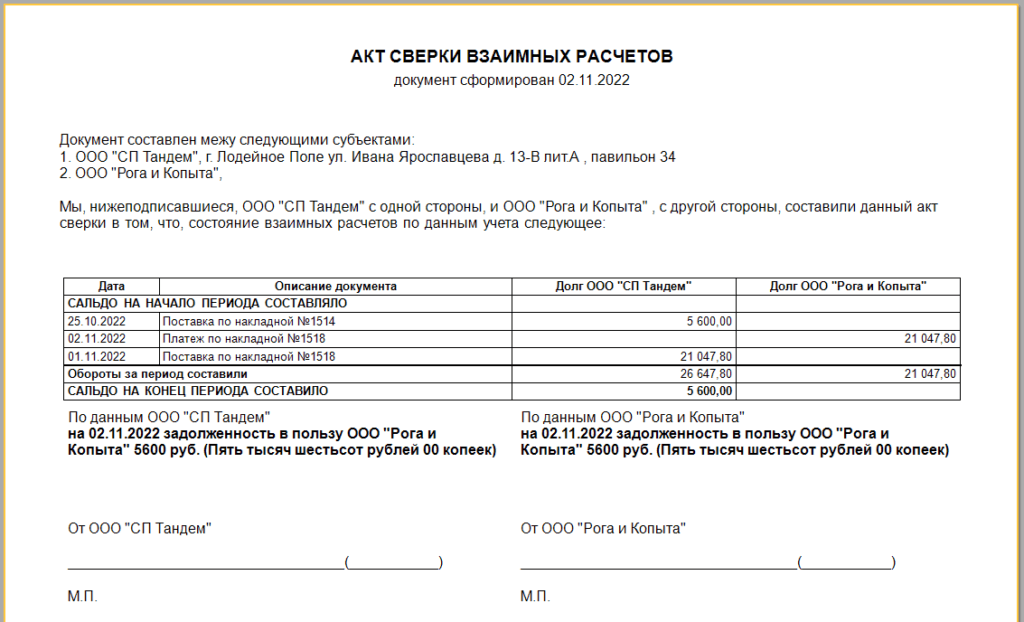 АКТ СВЕРКИ ВЗАИМНЫХ РАСЧЕТОВ
документ сформирован 02.11.2022
Документ составлен межу следующими субъектами:
1. ООО "СП Тандем", г. Лодейное Поле ул. Ивана Ярославцева д. 13-В лит.А , павильон 34
2. ООО "Рога и Копыта",
Мы, нижеподписавшиеся, ООО "СП Тандем" с одной стороны, и ООО "Рога и Копыта" , с другой стороны, составили данный акт
сверки в том, что, состояние взаимных расчетов по данным учета следующее:
Дата Описание документа Долг ООО "СП Тандем" Долг ООО "Рога и Копыта"
САЛЬДО НА НАЧАЛО ПЕРИОДА СОСТАВЛЯЛО
25.10.2022 Поставка по накладной №1514 5 600,00
02.11.2022 Платеж по накладной №1518 21 047,80
01.11.2022 Поставка по накладной №1518 21 047,80
Обороты за период составили 26 647,80 21 047,80
САЛЬДО НА КОНЕЦ ПЕРИОДА СОСТАВИЛО 5 600,00
По данным ООО "СП Тандем"
на 02.11.2022 задолженность в пользу ООО "Рога и
Копыта" 5600 руб. (Пять тысяч шестьсот рублей 00 копеек)
По данным ООО "Рога и Копыта"
на 02.11.2022 задолженность в пользу ООО "Рога и
Копыта" 5600 руб. (Пять тысяч шестьсот рублей 00 копеек)
От ООО "СП Тандем"
От ООО "Рога и Копыта"
(                    )
(                    )
М.П.
М.П.